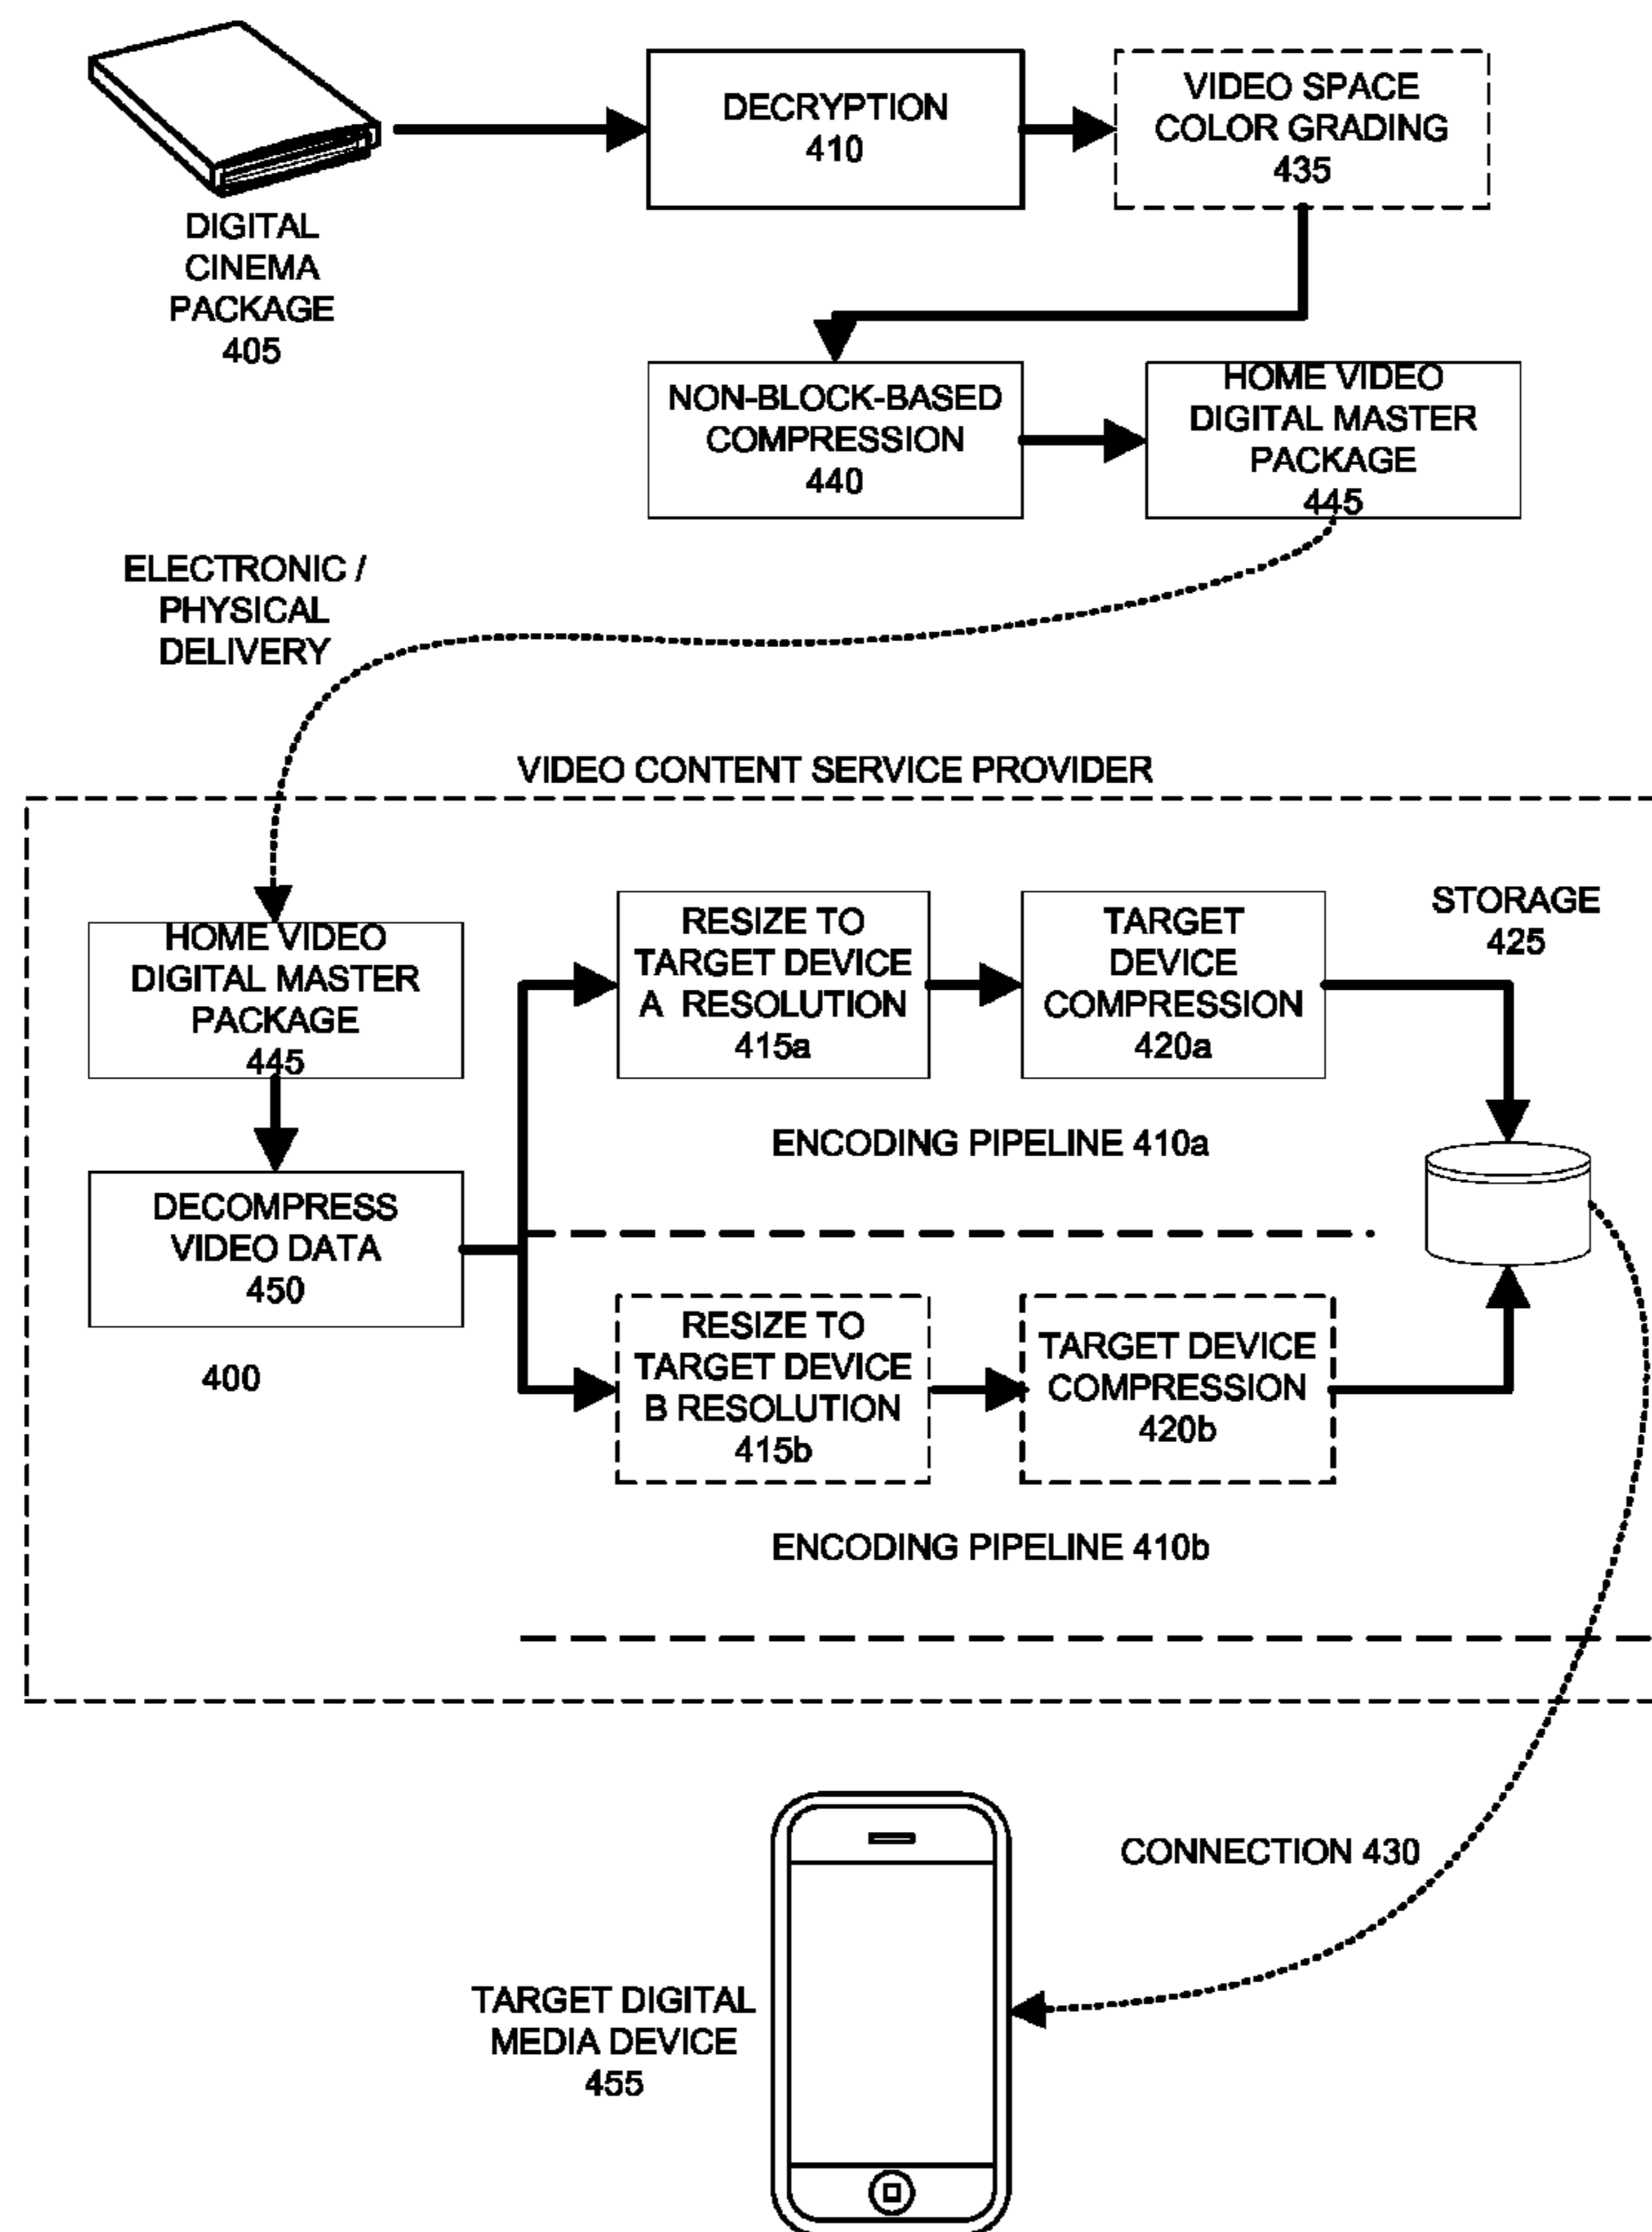 DIGITAL
CINEMA
PACKAGE
405
DECRYPTION
410
VIDEO SPACE
COLOR GRADING
435
NON-BLOCK-BASED
COMPRESSION
440
HOME VIDEO
DIGITAL MASTER
PACKAGE
445
ELECTRONIC /
PHYSICAL
DELIVERY
VIDEO CONTENT SERVICE PROVIDER
HOME VIDEO
DIGITAL MASTER
PACKAGE
445
RESIZE TO
TARGET DEVICE
A RESOLUTION
415a
TARGET
DEVICE
COMPRESSION
420a
STORAGE
425
ENCODING PIPELINE 410a
DECOMPRESS
VIDEO DATA
450
400
RESIZE TO
TARGET DEVICE
B RESOLUTION
415b
TARGET DEVICE
COMPRESSION
420b
ENCODING PIPELINE 410b
CONNECTION 430
TARGET DIGITAL
MEDIA DEVICE
455